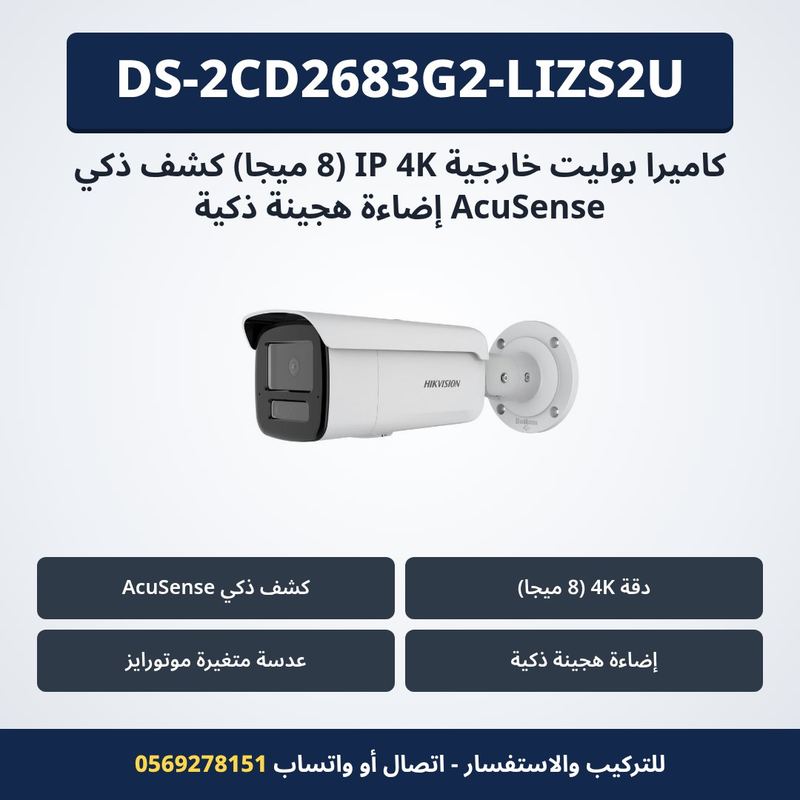 DS-2CD2683G2-LIZS2U
كاميرا بوليت خارجية IP 4K (8 ميجا) كشف ذكي
AcuSense إضاءة هجينة ذكية
HIKVISION
دقة 4K (8 ميجا)
كشف ذكي AcuSense
إضاءة هجينة ذكية
عدسة متغيرة موتورايز
للتركيب والاستفسار - اتصال أو واتساب 0569278151